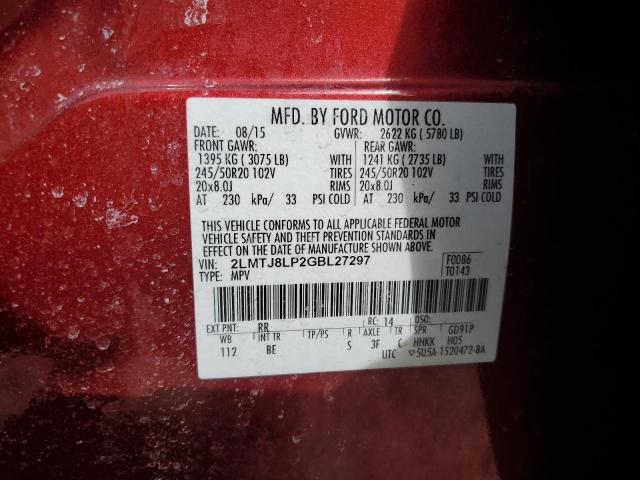 MFD. BY FORD MOTOR CO.
DATE: 08/15 GVWR: 2622 KG ( 5780 LB)
FRONT GAWR: REAR GAWR:
1395 KG ( 3075 LB) WITH 1241 KG ( 2735 LB) WITH
245/50R20 102V TIRES 245/50R20 102V TIRES
20x8.0J RIMS 20x8.0J RIMS
AT 230 kPa/ 33 PSI COLD AT 230 kPa/ 33 PSI COLD
THIS VEHICLE CONFORMS TO ALL APPLICABLE FEDERAL MOTOR
VEHICLE SAFETY AND THEFT PREVENTION STANDARDS IN
EFFECT ON THE DATE OF MANUFACTURE SHOWN ABOVE.
VIN: 2LMTJ8LP2GBL27297 F0086
TYPE: MPV T0143
EXT PNT: RR RC: 14 DSO:
WB INT TR TP/PS R AXLE TR SPR GD91P
112 BE S 3F C HHKK H05
UTC ▽5U5A-1520472-BA